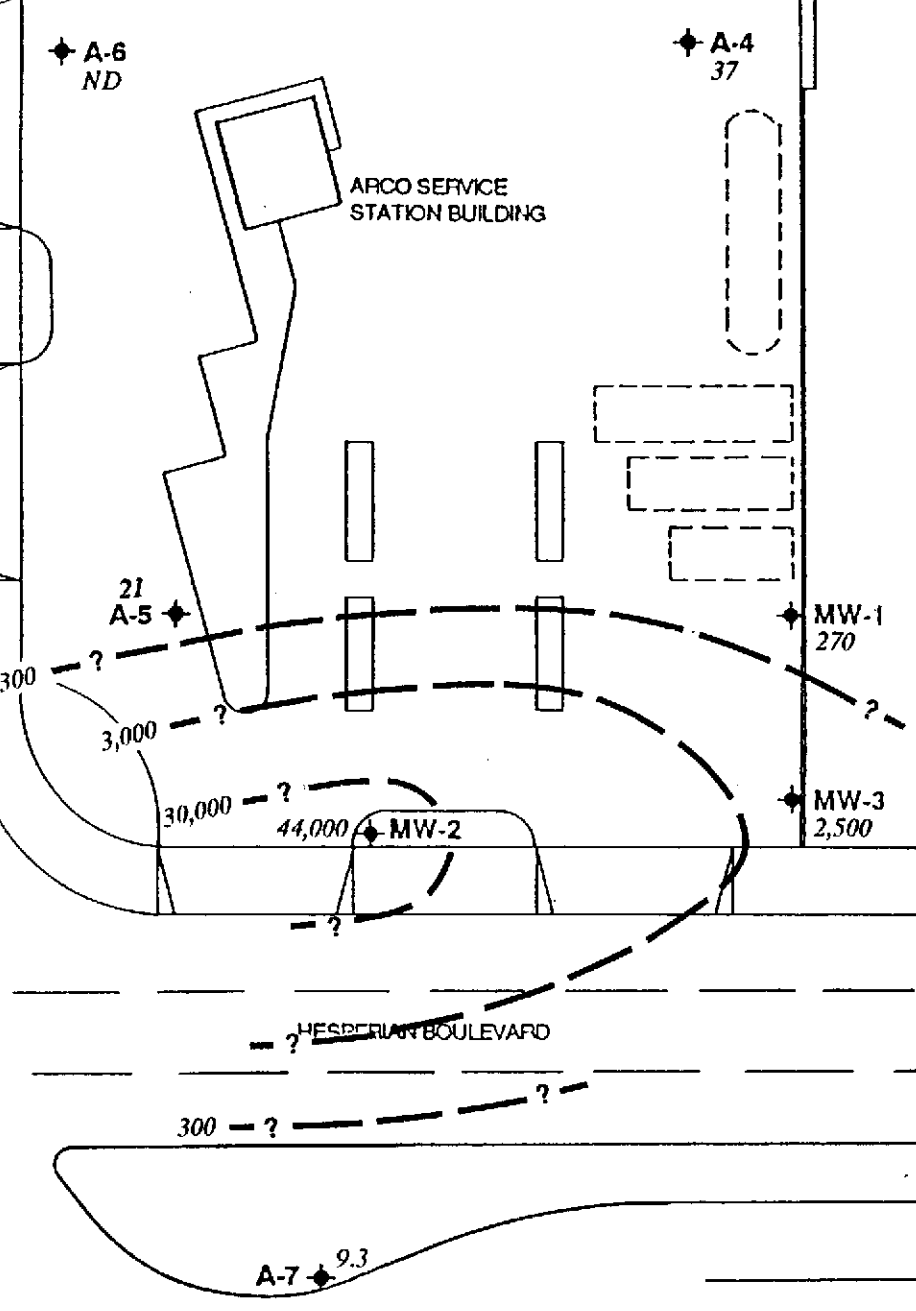 A-6
ND
A-4
37
ARCO SERVICE
STATION BUILDING
21
A-5
MW-1
270
300
?
?
3,000
?
30,000
?
44,000
MW-2
MW-3
2,500
?
HESPERIAN BOULEVARD
?
?
300
?
A-7
9.3